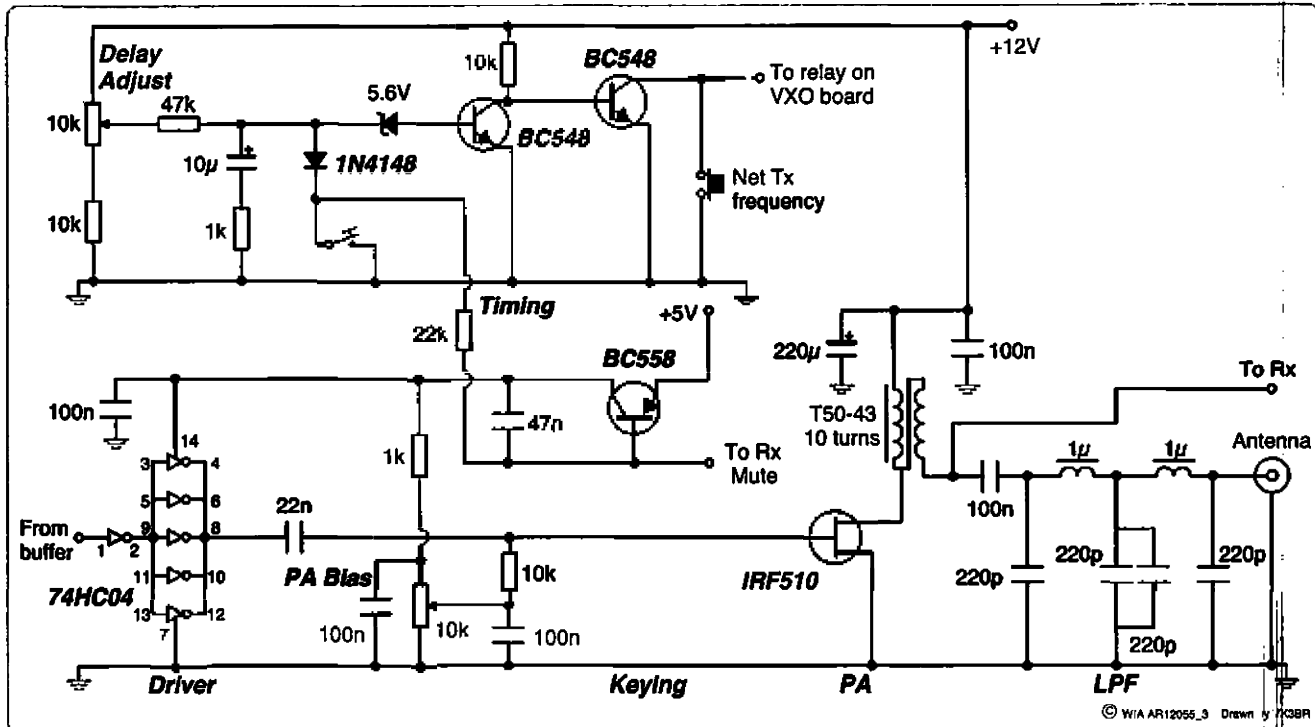 +12V
Delay
Adjust
10k
BC548
To relay on
VXO board
5.6V
47k
10k
BC548
10µ
1N4148
Net Tx
frequency
10k
1k
Timing
+5V
22k
BC558
220µ
100n
To Rx
100n
T50-43
10 turns
47n
Antenna
14
1k
To Rx
Mute
1µ
1µ
3
4
5
6
22n
100n
From
buffer
1
2
9
8
11
10
PA Bias
10k
IRF510
220p
220p
220p
74HC04
13
12
7
100n
10k
100n
220p
Driver
Keying
PA
LPF
© WIA AR12055_3 Drawn